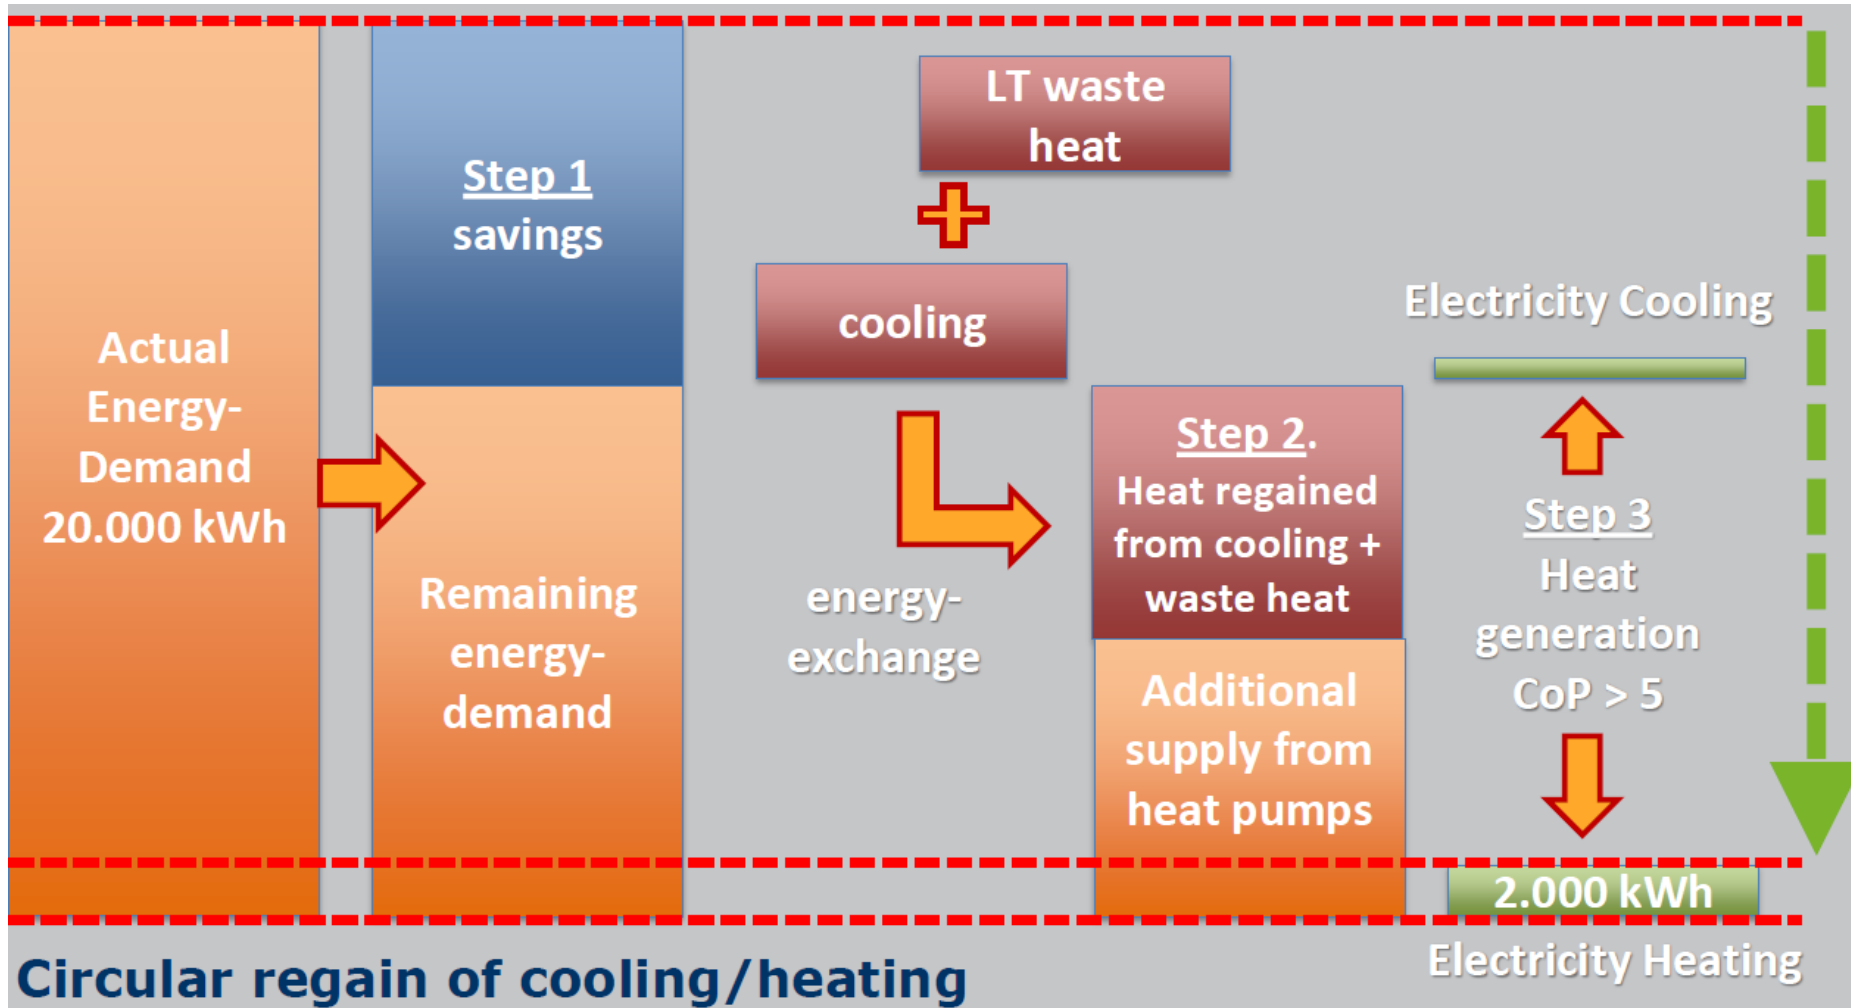 Actual
Energy-
Demand
20.000 kWh
Step 1
savings
Remaining
energy-
demand
LT waste
heat
cooling
energy-
exchange
Step 2.
Heat regained
from cooling +
waste heat
Additional
supply from
heat pumps
Electricity Cooling
Step 3
Heat
generation
CoP > 5
2.000 kWh
Electricity Heating
Circular regain of cooling/heating